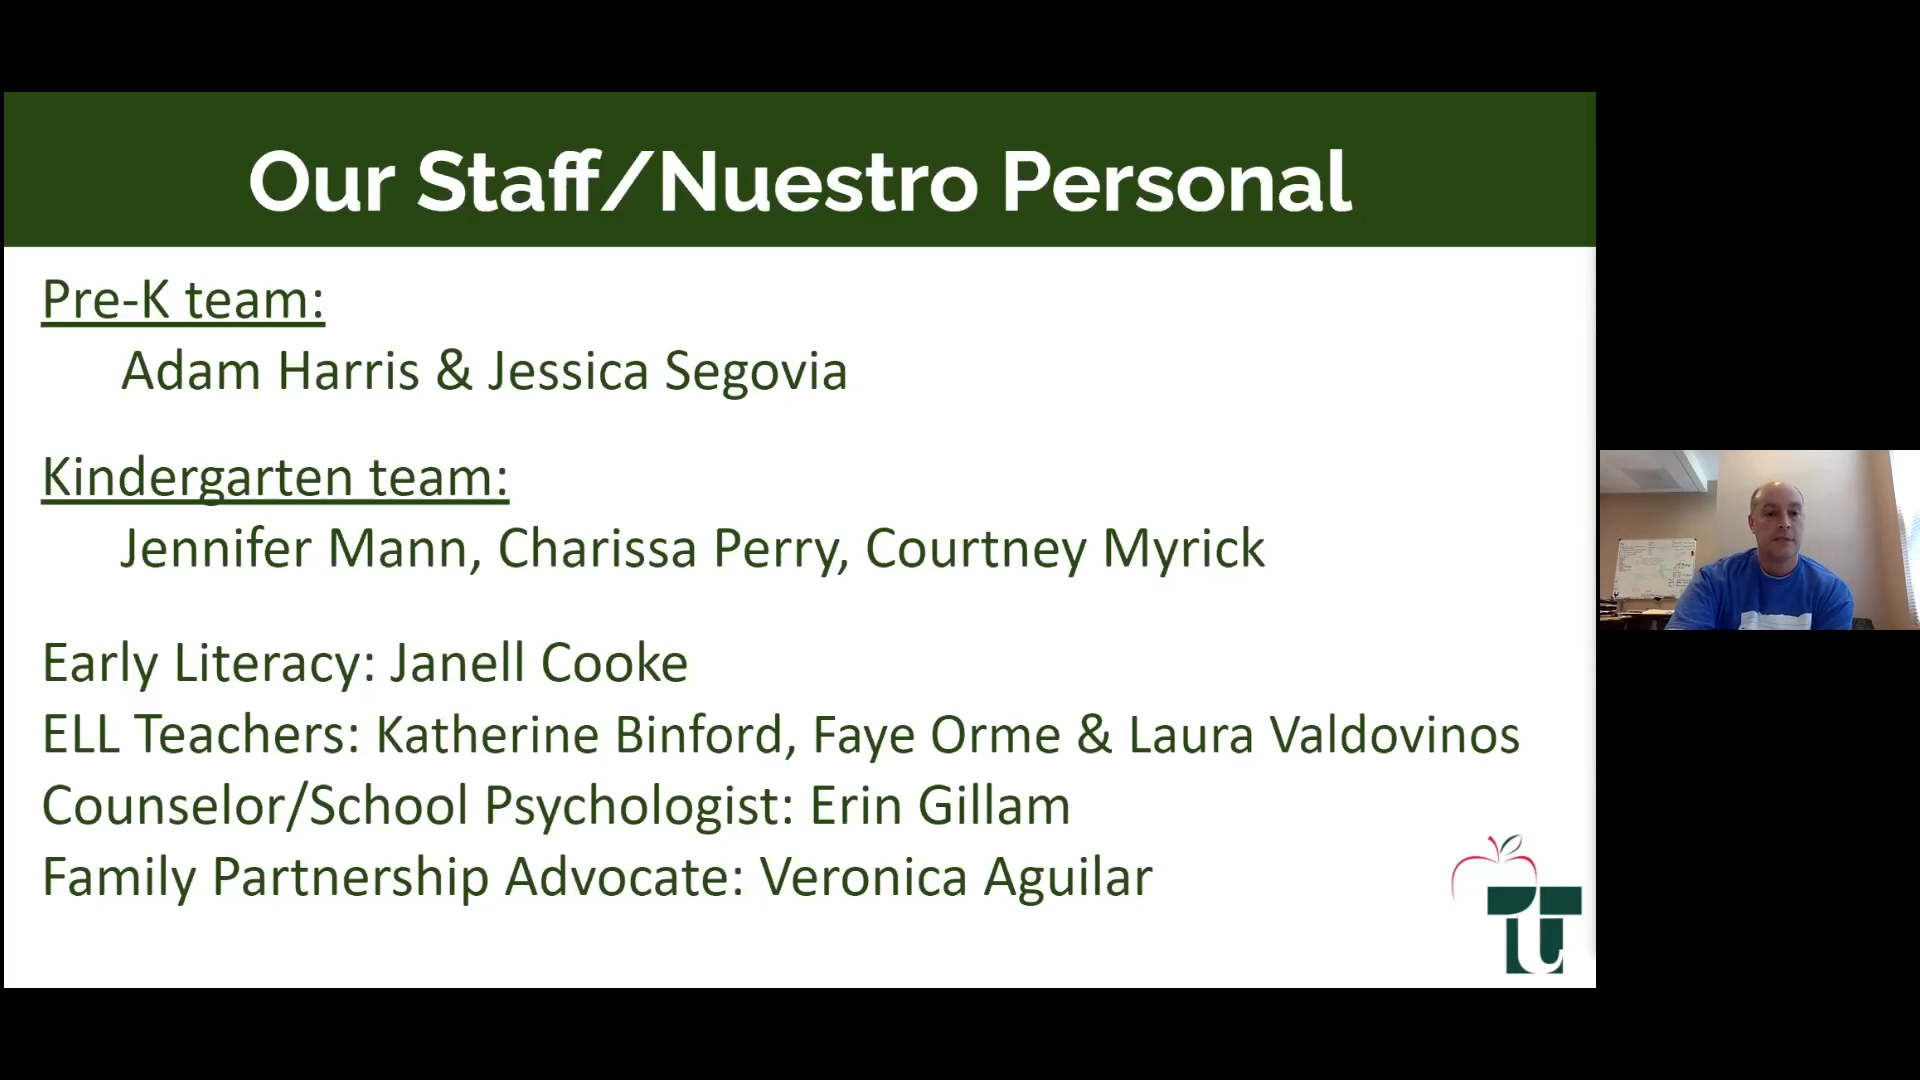 Our Staff/Nuestro Personal
Pre-K team:
Adam Harris & Jessica Segovia
Kindergarten team:
Jennifer Mann, Charissa Perry, Courtney Myrick
Early Literacy: Janell Cooke
ELL Teachers: Katherine Binford, Faye Orme & Laura Valdovinos
Counselor/School Psychologist: Erin Gillam
Family Partnership Advocate: Veronica Aguilar